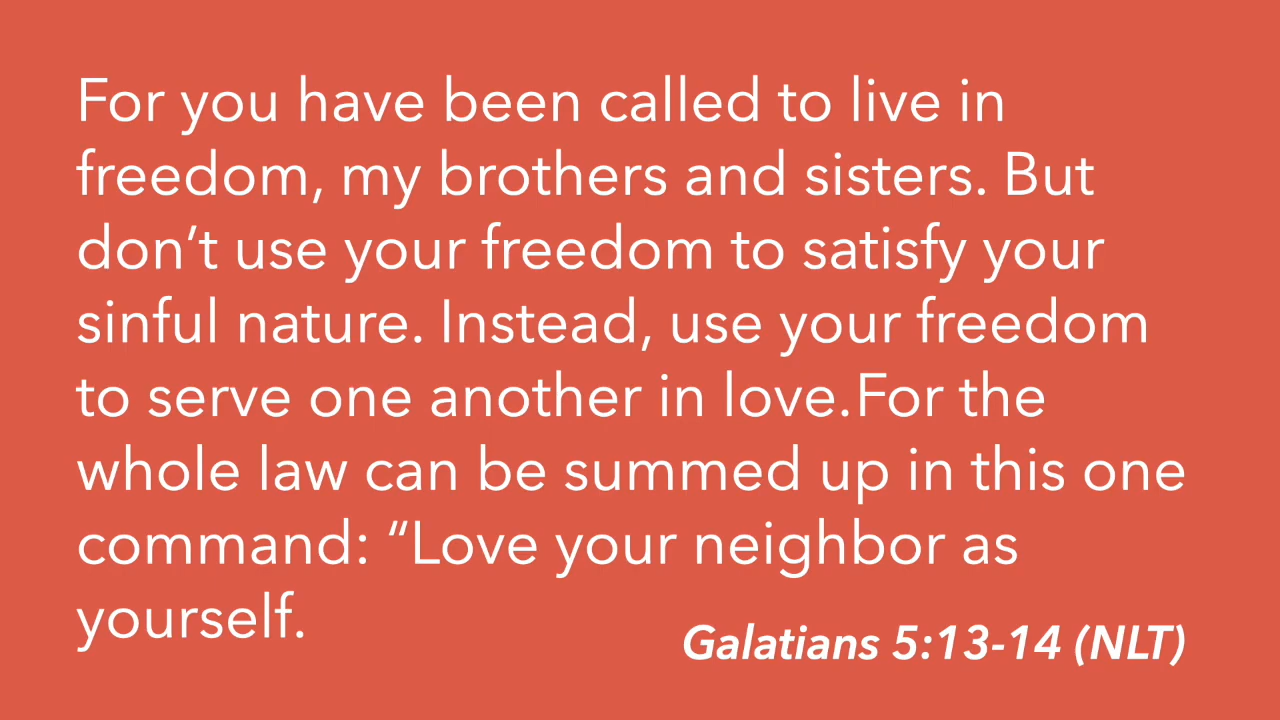 For you have been called to live in
freedom, my brothers and sisters. But
don’t use your freedom to satisfy your
sinful nature. Instead, use your freedom
to serve one another in love.For the
whole law can be summed up in this one
command: “Love your neighbor as
yourself.
Galatians 5:13-14 (NLT)